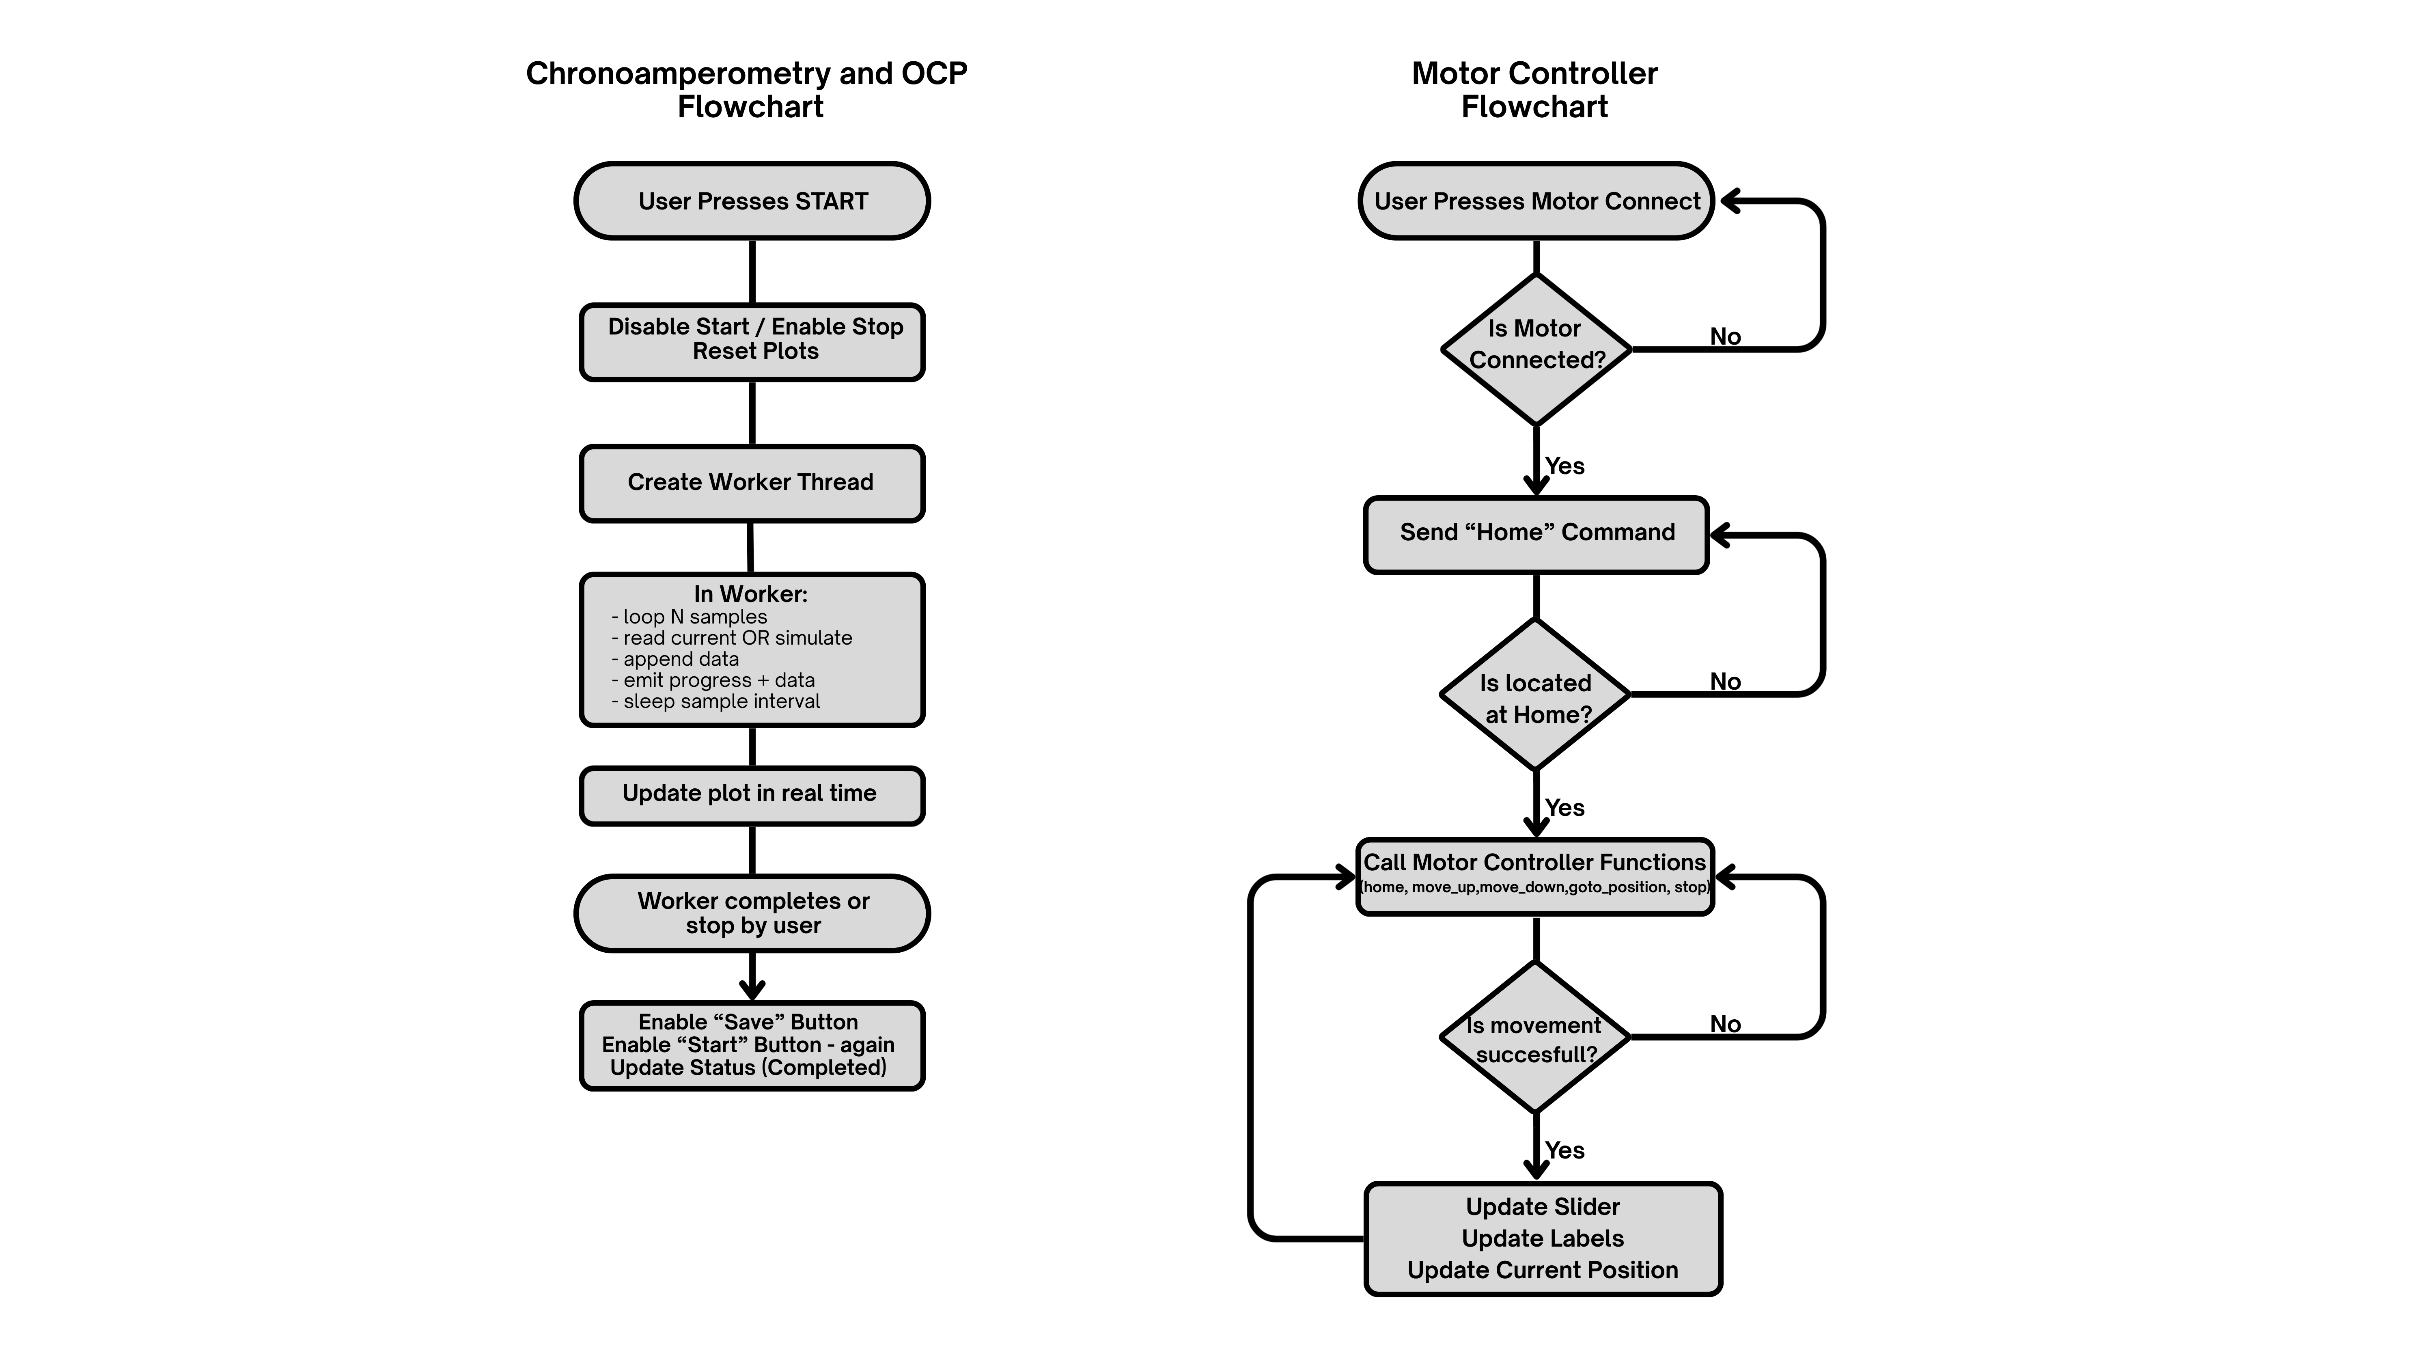 Chronoamperometry and OCP
Flowchart
User Presses START
Disable Start / Enable Stop
Reset Plots
Create Worker Thread
In Worker:
- loop N samples
- read current OR simulate
- append data
- emit progress + data
- sleep sample interval
Update plot in real time
Worker completes or
stop by user
Enable “Save” Button
Enable “Start” Button - again
Update Status (Completed)
Motor Controller
Flowchart
User Presses Motor Connect
Is Motor
Connected?
No
Yes
Send “Home” Command
Is located
at Home?
No
Yes
Call Motor Controller Functions
(home, move_up,move_down,goto_position, stop)
Is movement
succesfull?
No
Yes
Update Slider
Update Labels
Update Current Position